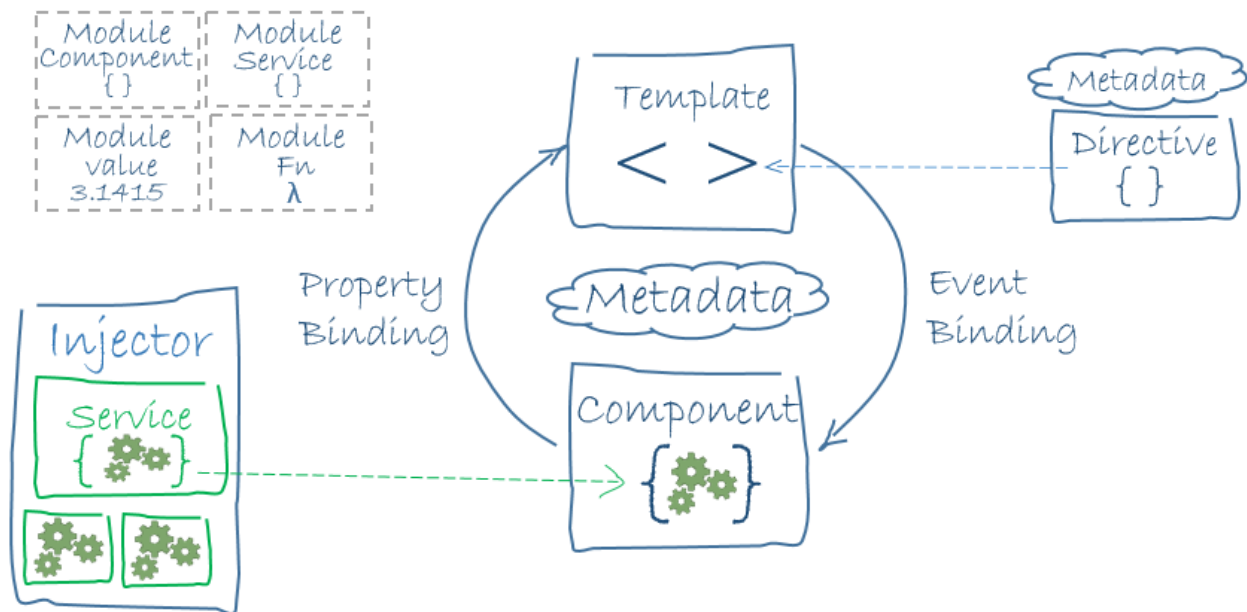 Module
Component
{ }
Module
Service
{ }
Module
value
3.1415
Module
Fn
λ
Template
< >
Metadata
Directive
{ }
Property
Binding
Metadata
Event
Binding
Injector
Service
{ }
Component
{ }